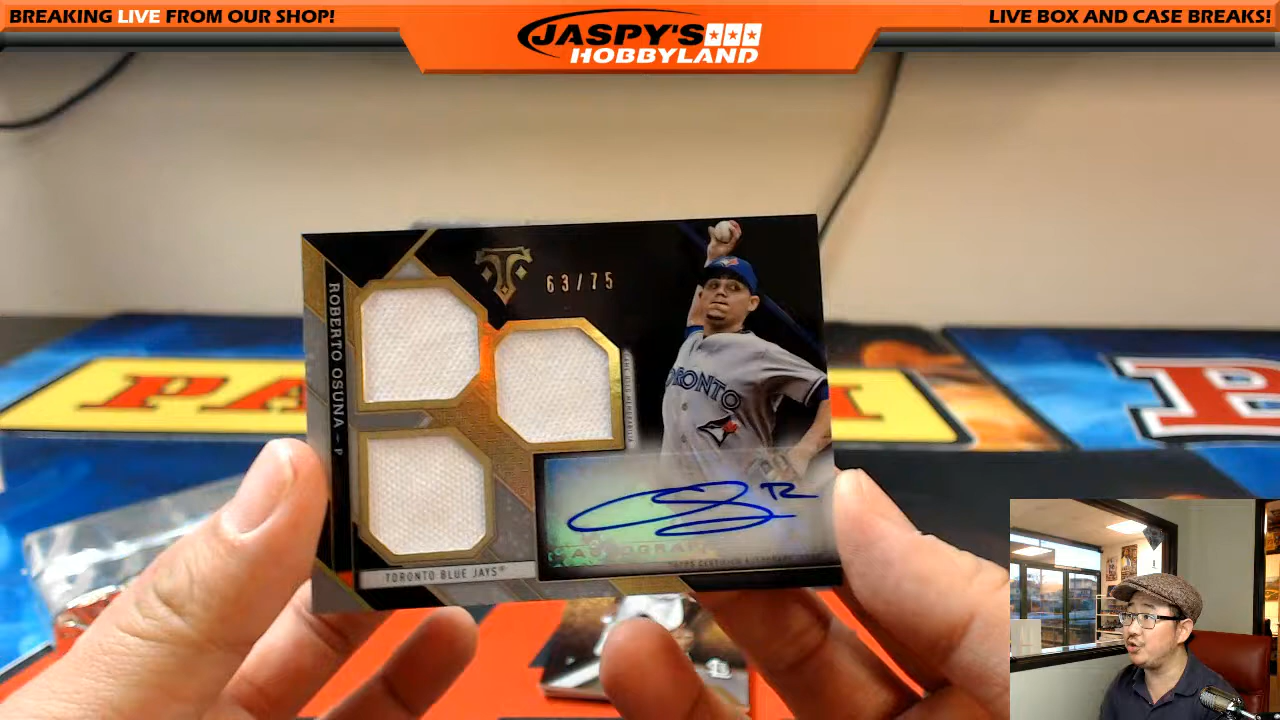 BREAKING LIVE FROM OUR SHOP!
JASPY'S
HOBBYLAND
LIVE BOX AND CASE BREAKS!
63/75
ROBERTO OSUNA - P
TORONTO
AUTOGRAPH
TORONTO BLUE JAYS®